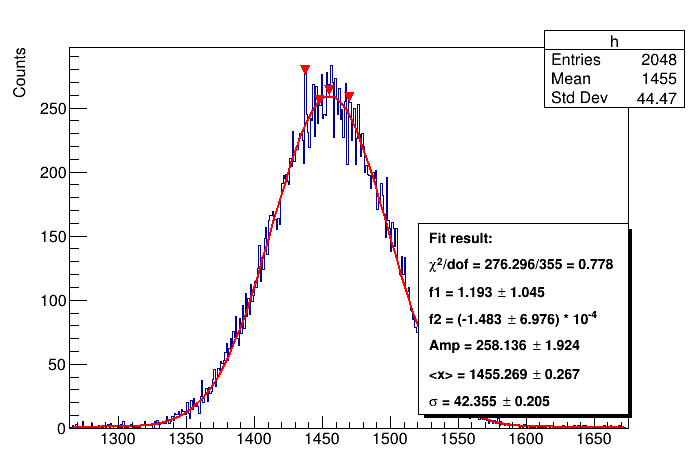 h
Entries 2048
Mean 1455
Std Dev 44.47
Counts
250
200
150
100
50
0
Fit result:
χ²/dof = 276.296/355 = 0.778
f1 = 1.193 ± 1.045
f2 = (-1.483 ± 6.976) * 10⁻⁴
Amp = 258.136 ± 1.924
<x> = 1455.269 ± 0.267
σ = 42.355 ± 0.205
1300 1350 1400 1450 1500 1550 1600 1650